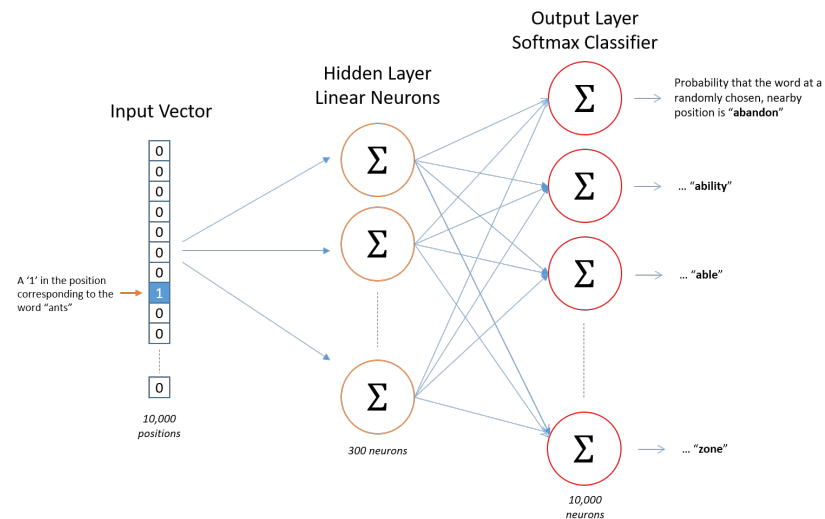 Output Layer
Softmax Classifier
Hidden Layer
Linear Neurons
Input Vector
0
0
0
0
0
0
0
1
0
0
0
A ‘1’ in the position
corresponding to the
word “ants”
10,000
positions
Σ
Σ
Σ
300 neurons
Σ
Σ
Σ
Σ
10,000
neurons
Probability that the word at a
randomly chosen, nearby
position is “abandon”
... “ability”
... “able”
... “zone”